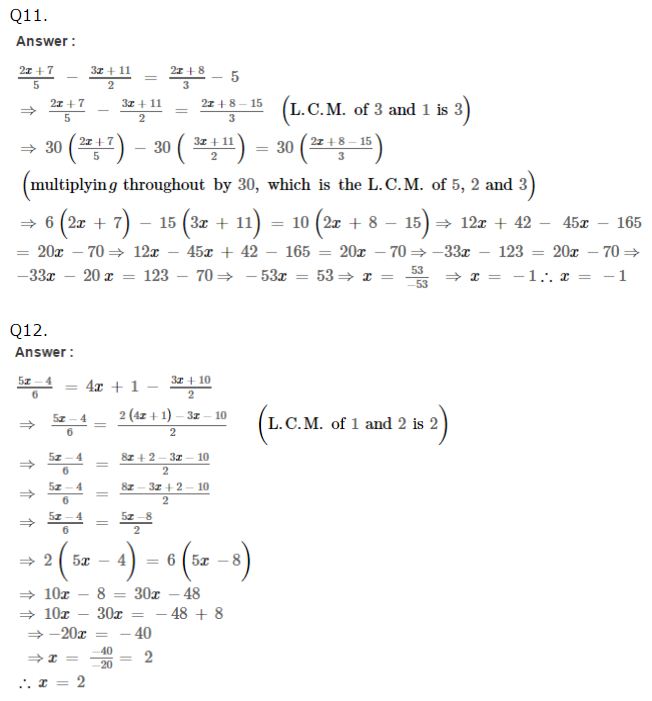 Q11.
Answer :
(2x + 7)/5 − (3x + 11)/2 = (2x + 8)/3 − 5
⇒ (2x + 7)/5 − (3x + 11)/2 = (2x + 8 − 15)/3 (L.C.M. of 3 and 1 is 3)
⇒ 30 ((2x + 7)/5) − 30 ((3x + 11)/2) = 30 ((2x + 8 − 15)/3)
(multiplying throughout by 30, which is the L.C.M. of 5, 2 and 3)
⇒ 6 (2x + 7) − 15 (3x + 11) = 10 (2x + 8 − 15) ⇒ 12x + 42 − 45x − 165
= 20x − 70 ⇒ 12x − 45x + 42 − 165 = 20x − 70 ⇒ −33x − 123 = 20x − 70 ⇒
−33x − 20 x = 123 − 70 ⇒ −53x = 53 ⇒ x = 53/−53 ⇒ x = −1 ∴ x = −1
Q12.
Answer :
(5x − 4)/6 = 4x + 1 − (3x + 10)/2
⇒ (5x − 4)/6 = (2 (4x + 1) − 3x − 10)/2 (L.C.M. of 1 and 2 is 2)
⇒ (5x − 4)/6 = (8x + 2 − 3x − 10)/2
⇒ (5x − 4)/6 = (8x − 3x + 2 − 10)/2
⇒ (5x − 4)/6 = (5x − 8)/2
⇒ 2 (5x − 4) = 6 (5x − 8)
⇒ 10x − 8 = 30x − 48
⇒ 10x − 30x = −48 + 8
⇒ −20x = −40
⇒ x = −40/−20 = 2
∴ x = 2